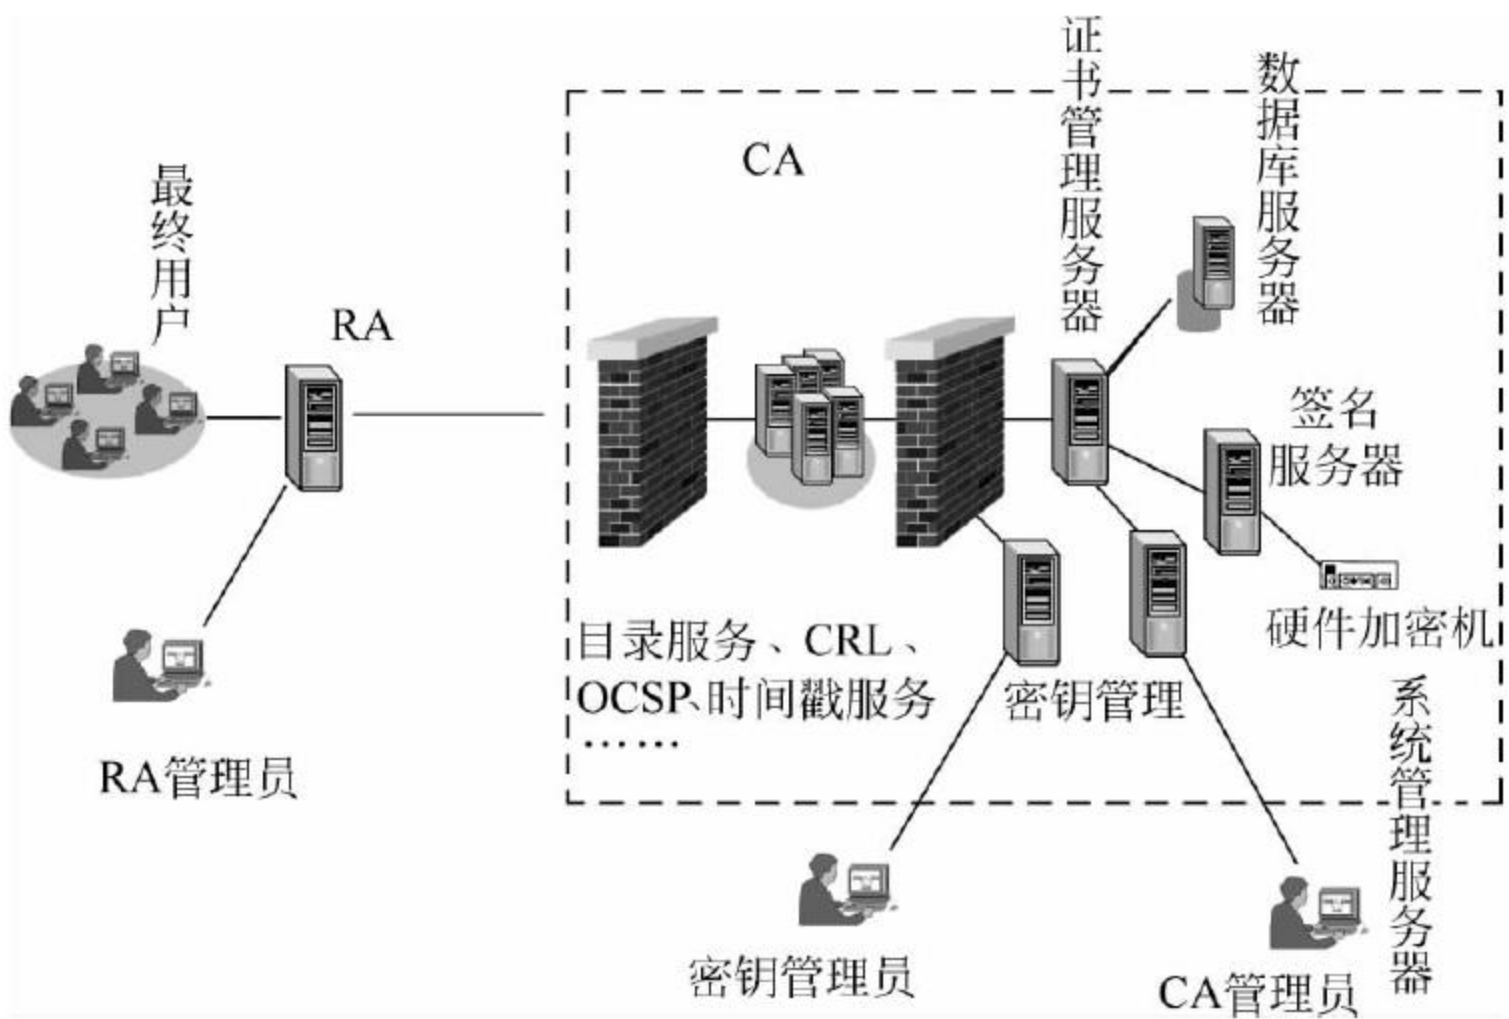 证书管理服务器
数据库服务器
CA
最终用户
RA
签名
服务器
硬件加密机
目录服务、CRL、
OCSP、时间戳服务
……
密钥管理
系统管理服务器
RA管理员
密钥管理员
CA管理员